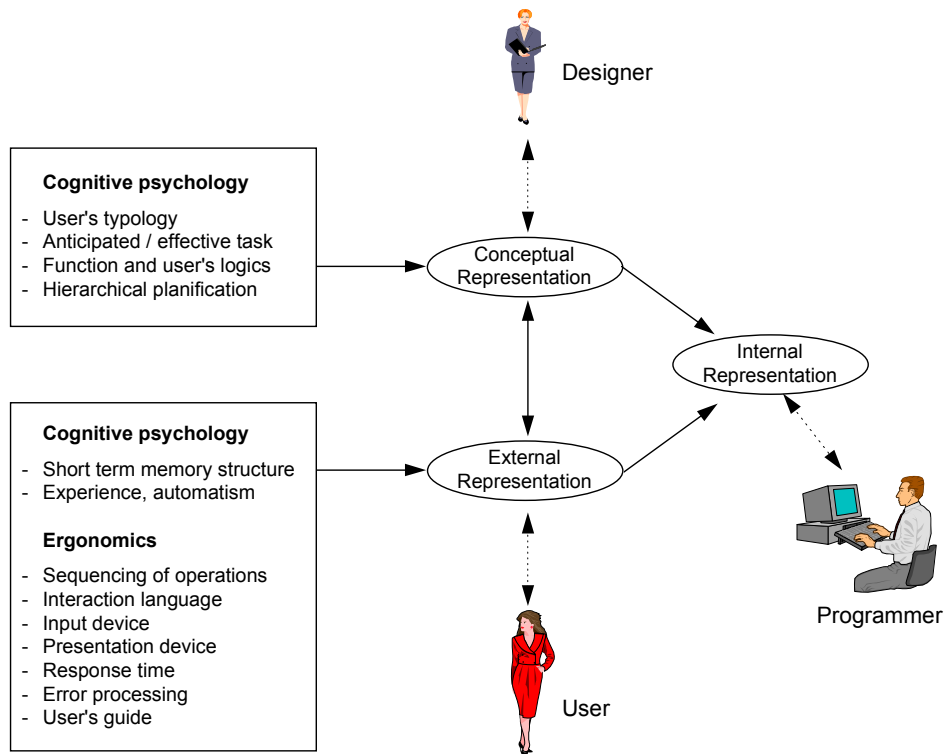 Designer
Cognitive psychology
- User's typology
- Anticipated / effective task
- Function and user's logics
- Hierarchical planification
Conceptual
Representation
Internal
Representation
Cognitive psychology
- Short term memory structure
- Experience, automatism
Ergonomics
- Sequencing of operations
- Interaction language
- Input device
- Presentation device
- Response time
- Error processing
- User's guide
External
Representation
Programmer
User